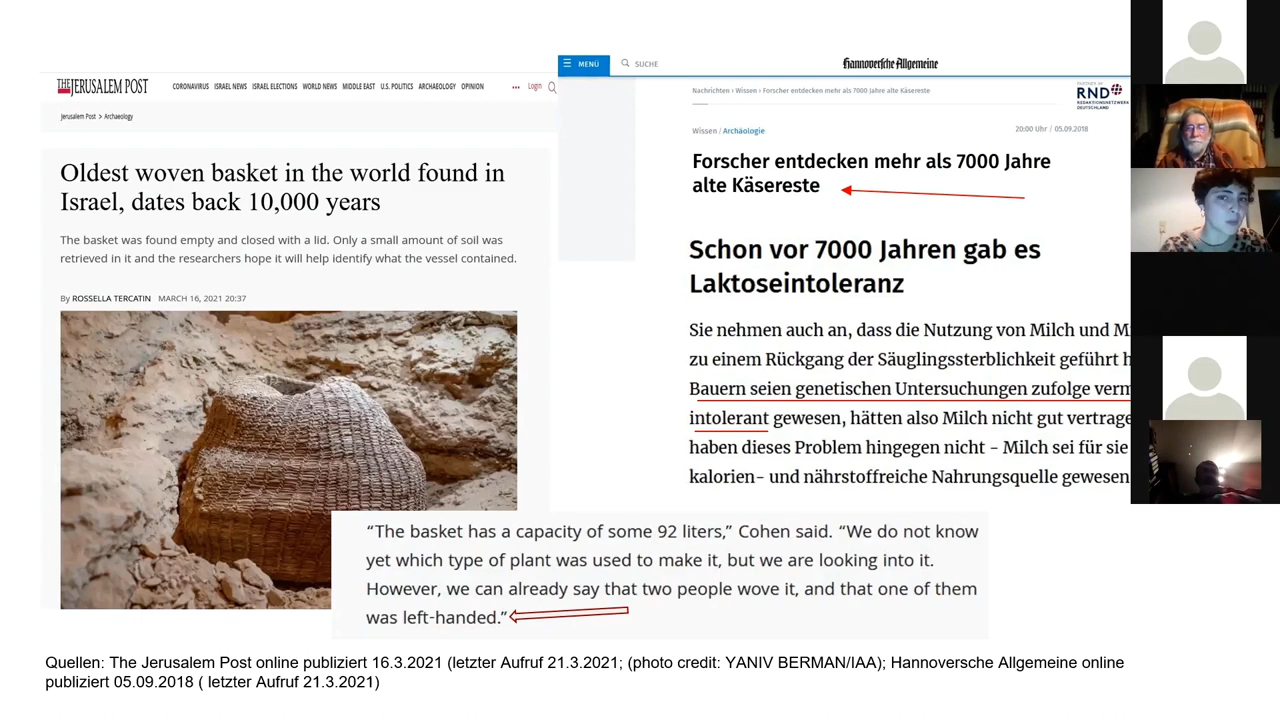 THE JERUSALEM POST
CORONAVIRUS ISRAEL NEWS ISRAEL ELECTIONS WORLD NEWS MIDDLE EAST U.S. POLITICS ARCHAEOLOGY OPINION ... Login
Jerusalem Post > Archaeology
Oldest woven basket in the world found in
Israel, dates back 10,000 years
The basket was found empty and closed with a lid. Only a small amount of soil was
retrieved in it and the researchers hope it will help identify what the vessel contained.
By ROSSELLA TERCATIN MARCH 16, 2021 20:37
MENÜ SUCHE Hannoversche Allgemeine
Nachrichten › Wissen › Forscher entdecken mehr als 7000 Jahre alte Käsereste
RND
REDAKTIONSNETZWERK
DEUTSCHLAND
Wissen / Archäologie 20:00 Uhr / 05.09.2018
Forscher entdecken mehr als 7000 Jahre
alte Käsereste
Schon vor 7000 Jahren gab es
Laktoseintoleranz
Sie nehmen auch an, dass die Nutzung von Milch und M
zu einem Rückgang der Säuglingssterblichkeit geführt h
Bauern seien genetischen Untersuchungen zufolge verm
intolerant gewesen, hätten also Milch nicht gut vertrage
haben dieses Problem hingegen nicht – Milch sei für sie
kalorien- und nährstoffreiche Nahrungsquelle gewesen
“The basket has a capacity of some 92 liters,” Cohen said. “We do not know
yet which type of plant was used to make it, but we are looking into it.
However, we can already say that two people wove it, and that one of them
was left-handed.”
Quellen: The Jerusalem Post online publiziert 16.3.2021 (letzter Aufruf 21.3.2021; (photo credit: YANIV BERMAN/IAA); Hannoversche Allgemeine online
publiziert 05.09.2018 ( letzter Aufruf 21.3.2021)